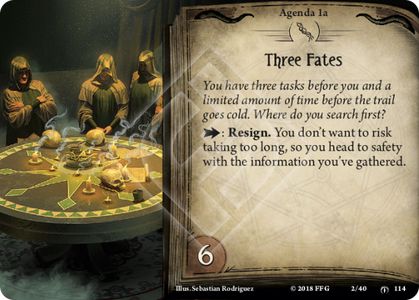 Agenda 1a
Three Fates
You have three tasks before you and a
limited amount of time before the trail
goes cold. Where do you search first?
: Resign. You don't want to risk
taking too long, so you head to safety
with the information you've gathered.
6
Illus. Sebastian Rodriguez © 2018 FFG 2/40 114